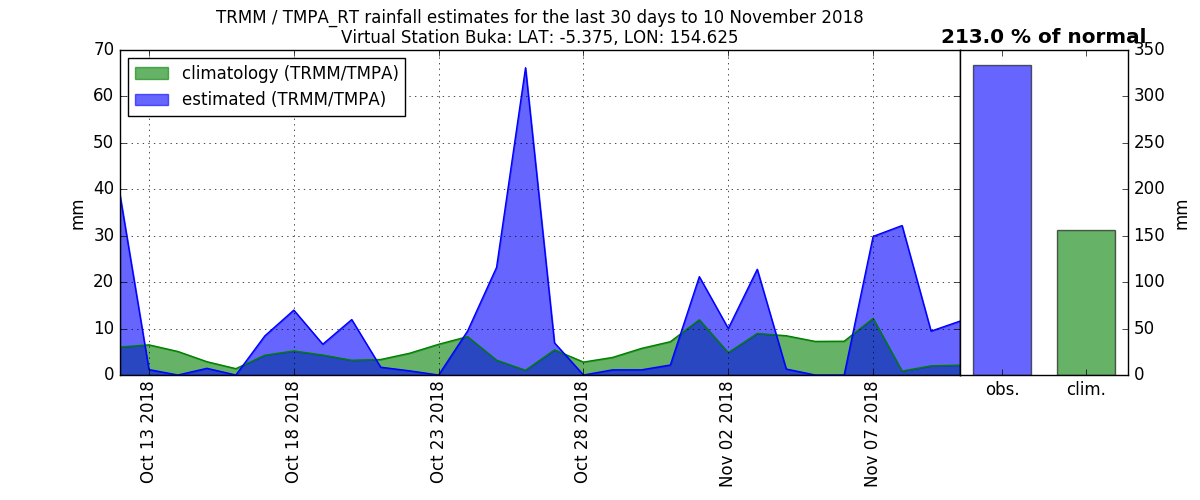 TRMM / TMPA_RT rainfall estimates for the last 30 days to 10 November 2018
Virtual Station Buka: LAT: -5.375, LON: 154.625
213.0 % of normal
climatology (TRMM/TMPA)
estimated (TRMM/TMPA)
70
60
50
40
30
20
10
0
mm
Oct 13 2018
Oct 18 2018
Oct 23 2018
Oct 28 2018
Nov 02 2018
Nov 07 2018
obs.
clim.
350
300
250
200
150
100
50
0
mm